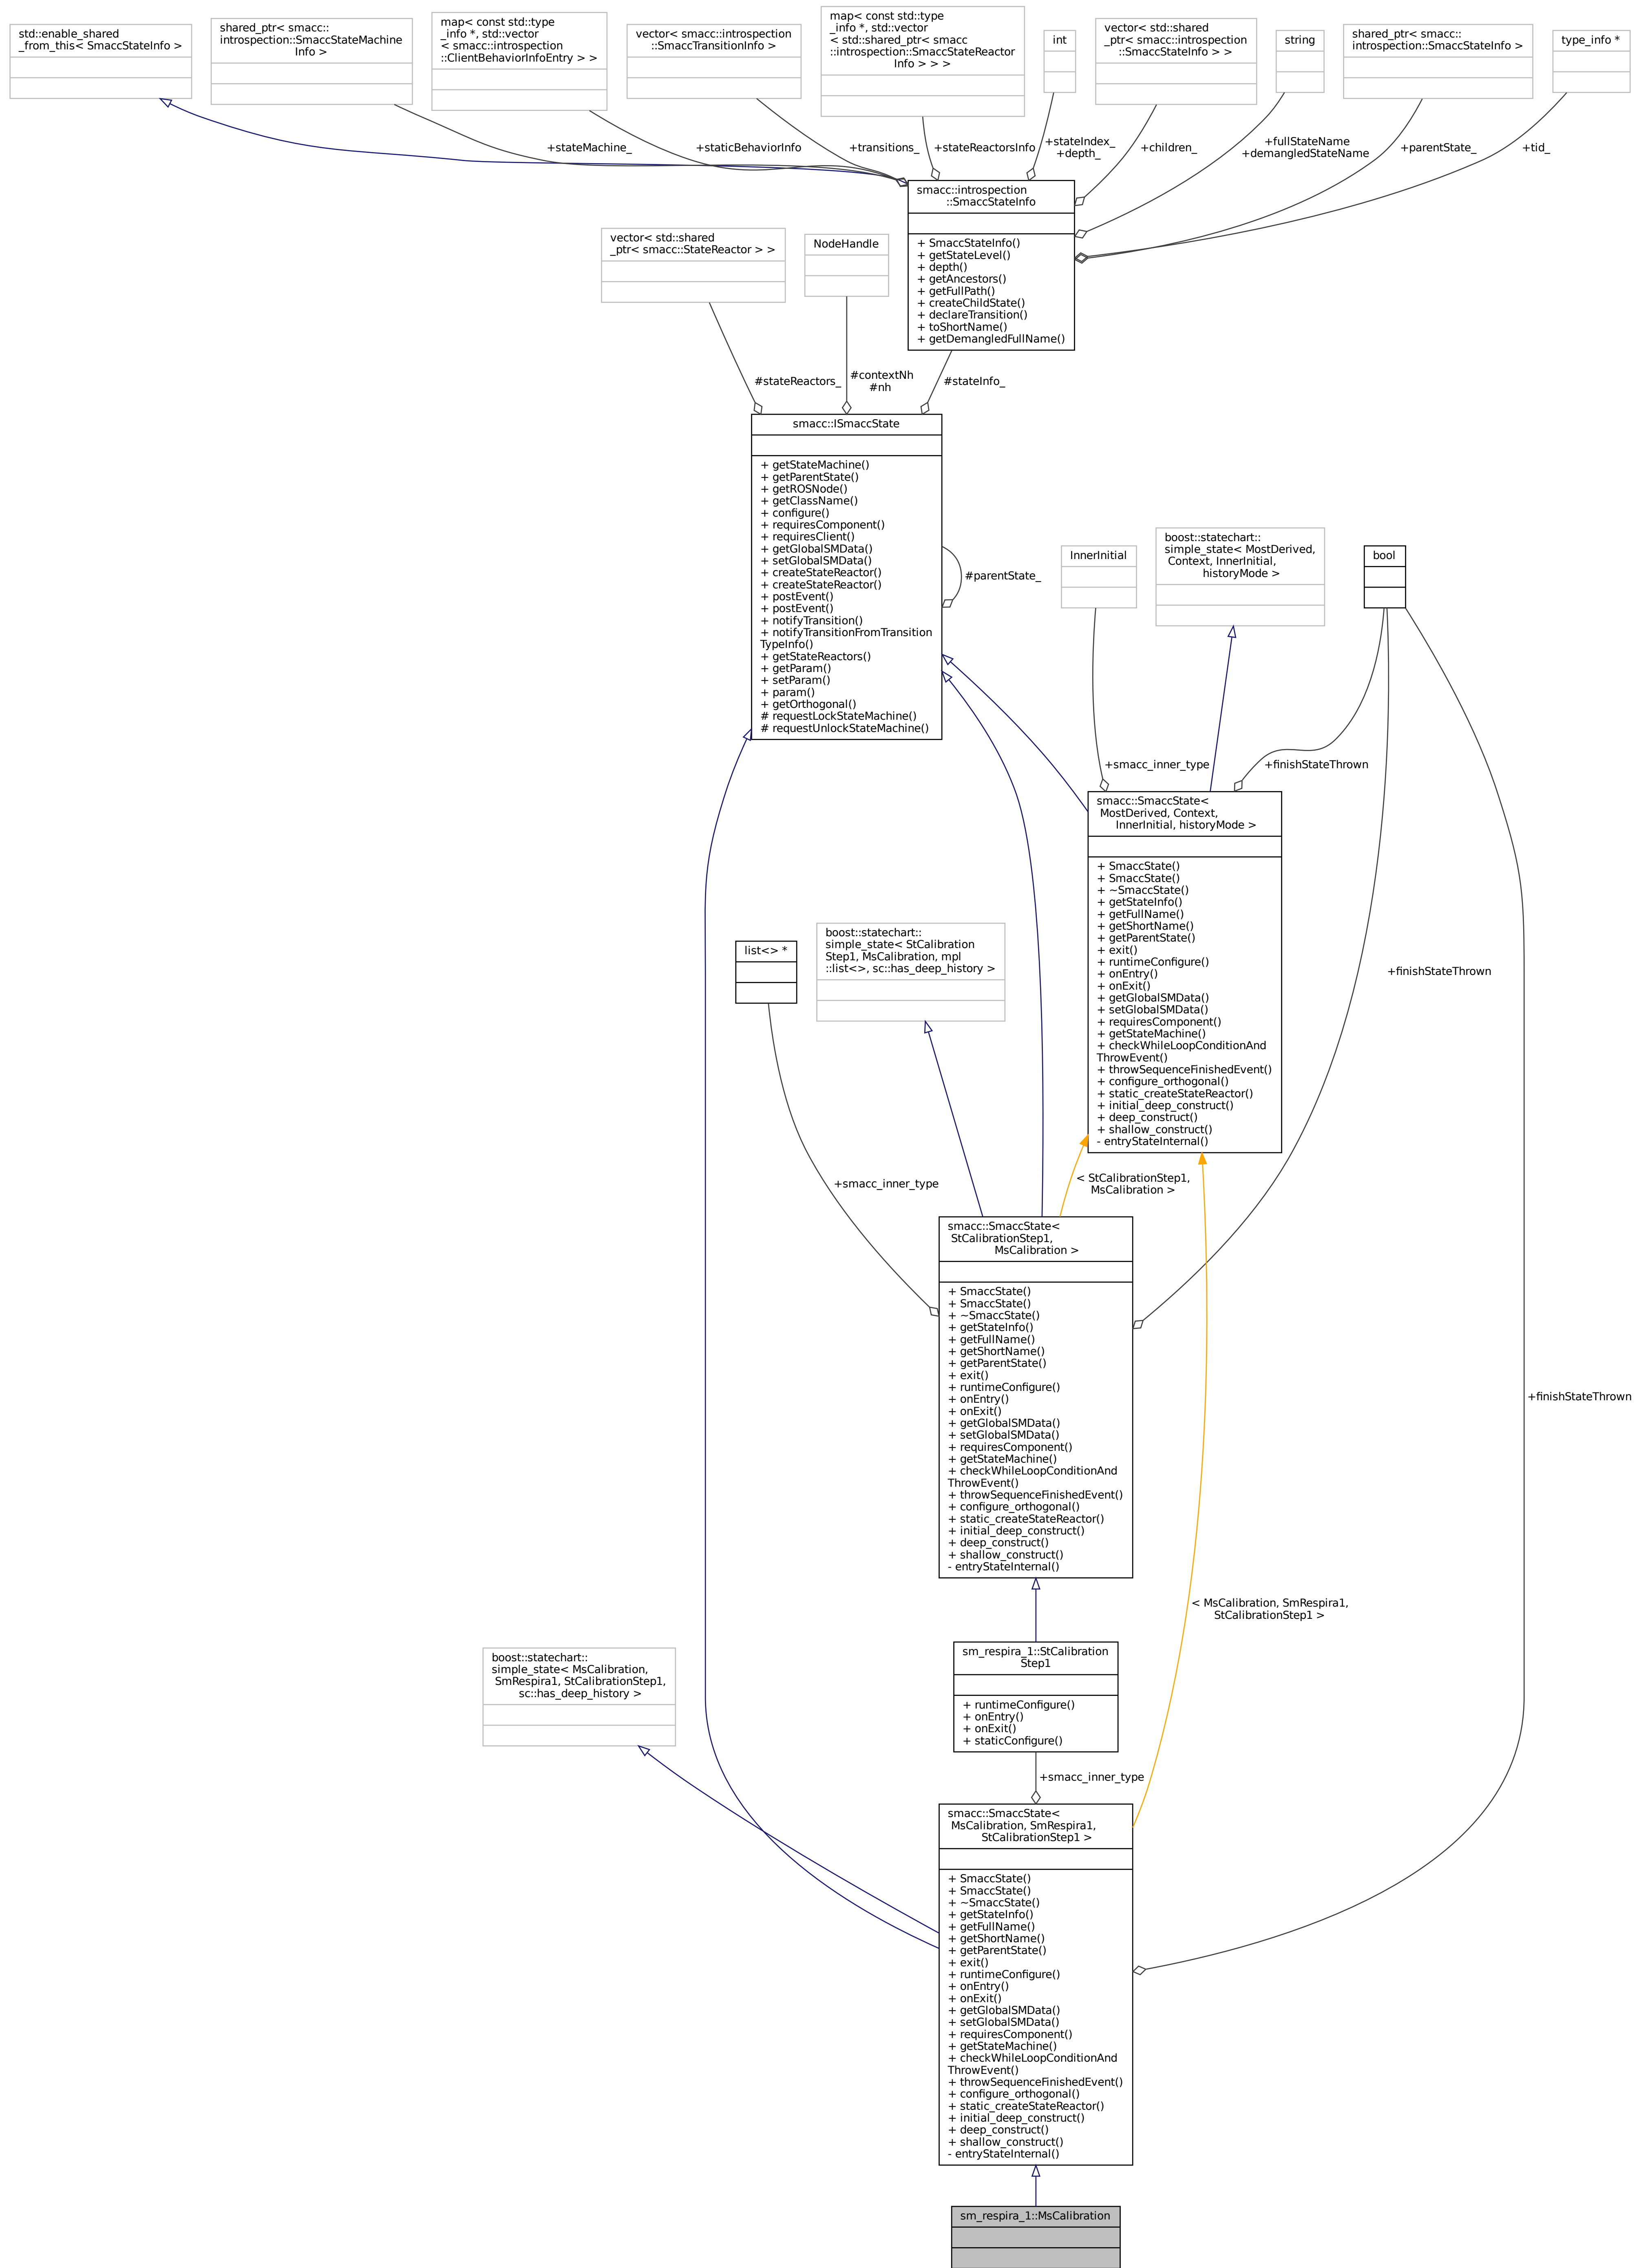 std::enable_shared
_from_this< SmaccStateInfo >
shared_ptr< smacc::
introspection::SmaccStateMachine
Info >
map< const std::type
_info *, std::vector
< smacc::introspection
::ClientBehaviorInfoEntry > >
vector< smacc::introspection
::SmaccTransitionInfo >
map< const std::type
_info *, std::vector
< std::shared_ptr< smacc
::introspection::SmaccStateReactor
Info > > >
int
vector< std::shared
_ptr< smacc::introspection
::SmaccStateInfo > >
string
shared_ptr< smacc::
introspection::SmaccStateInfo >
type_info *
+stateMachine_
+staticBehaviorInfo
+transitions_
+stateReactorsInfo
+stateIndex_
+depth_
+children_
+fullStateName
+demangledStateName
+parentState_
+tid_
smacc::introspection
::SmaccStateInfo
+ SmaccStateInfo()
+ getStateLevel()
+ depth()
+ getAncestors()
+ getFullPath()
+ createChildState()
+ declareTransition()
+ toShortName()
+ getDemangledFullName()
vector< std::shared
_ptr< smacc::StateReactor > >
NodeHandle
#stateReactors_
#contextNh
#nh
#stateInfo_
smacc::ISmaccState
+ getStateMachine()
+ getParentState()
+ getROSNode()
+ getClassName()
+ configure()
+ requiresComponent()
+ requiresClient()
+ getGlobalSMData()
+ setGlobalSMData()
+ createStateReactor()
+ createStateReactor()
+ postEvent()
+ postEvent()
+ notifyTransition()
+ notifyTransitionFromTransition
TypeInfo()
+ getStateReactors()
+ getParam()
+ setParam()
+ param()
+ getOrthogonal()
# requestLockStateMachine()
# requestUnlockStateMachine()
#parentState_
InnerInitial
boost::statechart::
simple_state< MostDerived,
Context, InnerInitial,
historyMode >
bool
+smacc_inner_type
+finishStateThrown
smacc::SmaccState<
MostDerived, Context,
InnerInitial, historyMode >
+ SmaccState()
+ SmaccState()
+ ~SmaccState()
+ getStateInfo()
+ getFullName()
+ getShortName()
+ getParentState()
+ exit()
+ runtimeConfigure()
+ onEntry()
+ onExit()
+ getGlobalSMData()
+ setGlobalSMData()
+ requiresComponent()
+ getStateMachine()
+ checkWhileLoopConditionAnd
ThrowEvent()
+ throwSequenceFinishedEvent()
+ configure_orthogonal()
+ static_createStateReactor()
+ initial_deep_construct()
+ deep_construct()
+ shallow_construct()
- entryStateInternal()
list<> *
boost::statechart::
simple_state< StCalibration
Step1, MsCalibration, mpl
::list<>, sc::has_deep_history >
+finishStateThrown
+smacc_inner_type
< StCalibrationStep1,
MsCalibration >
smacc::SmaccState<
StCalibrationStep1,
MsCalibration >
+ SmaccState()
+ SmaccState()
+ ~SmaccState()
+ getStateInfo()
+ getFullName()
+ getShortName()
+ getParentState()
+ exit()
+ runtimeConfigure()
+ onEntry()
+ onExit()
+ getGlobalSMData()
+ setGlobalSMData()
+ requiresComponent()
+ getStateMachine()
+ checkWhileLoopConditionAnd
ThrowEvent()
+ throwSequenceFinishedEvent()
+ configure_orthogonal()
+ static_createStateReactor()
+ initial_deep_construct()
+ deep_construct()
+ shallow_construct()
- entryStateInternal()
+finishStateThrown
< MsCalibration, SmRespira1,
StCalibrationStep1 >
boost::statechart::
simple_state< MsCalibration,
SmRespira1, StCalibrationStep1,
sc::has_deep_history >
sm_respira_1::StCalibration
Step1
+ runtimeConfigure()
+ onEntry()
+ onExit()
+ staticConfigure()
+smacc_inner_type
smacc::SmaccState<
MsCalibration, SmRespira1,
StCalibrationStep1 >
+ SmaccState()
+ SmaccState()
+ ~SmaccState()
+ getStateInfo()
+ getFullName()
+ getShortName()
+ getParentState()
+ exit()
+ runtimeConfigure()
+ onEntry()
+ onExit()
+ getGlobalSMData()
+ setGlobalSMData()
+ requiresComponent()
+ getStateMachine()
+ checkWhileLoopConditionAnd
ThrowEvent()
+ throwSequenceFinishedEvent()
+ configure_orthogonal()
+ static_createStateReactor()
+ initial_deep_construct()
+ deep_construct()
+ shallow_construct()
- entryStateInternal()
sm_respira_1::MsCalibration